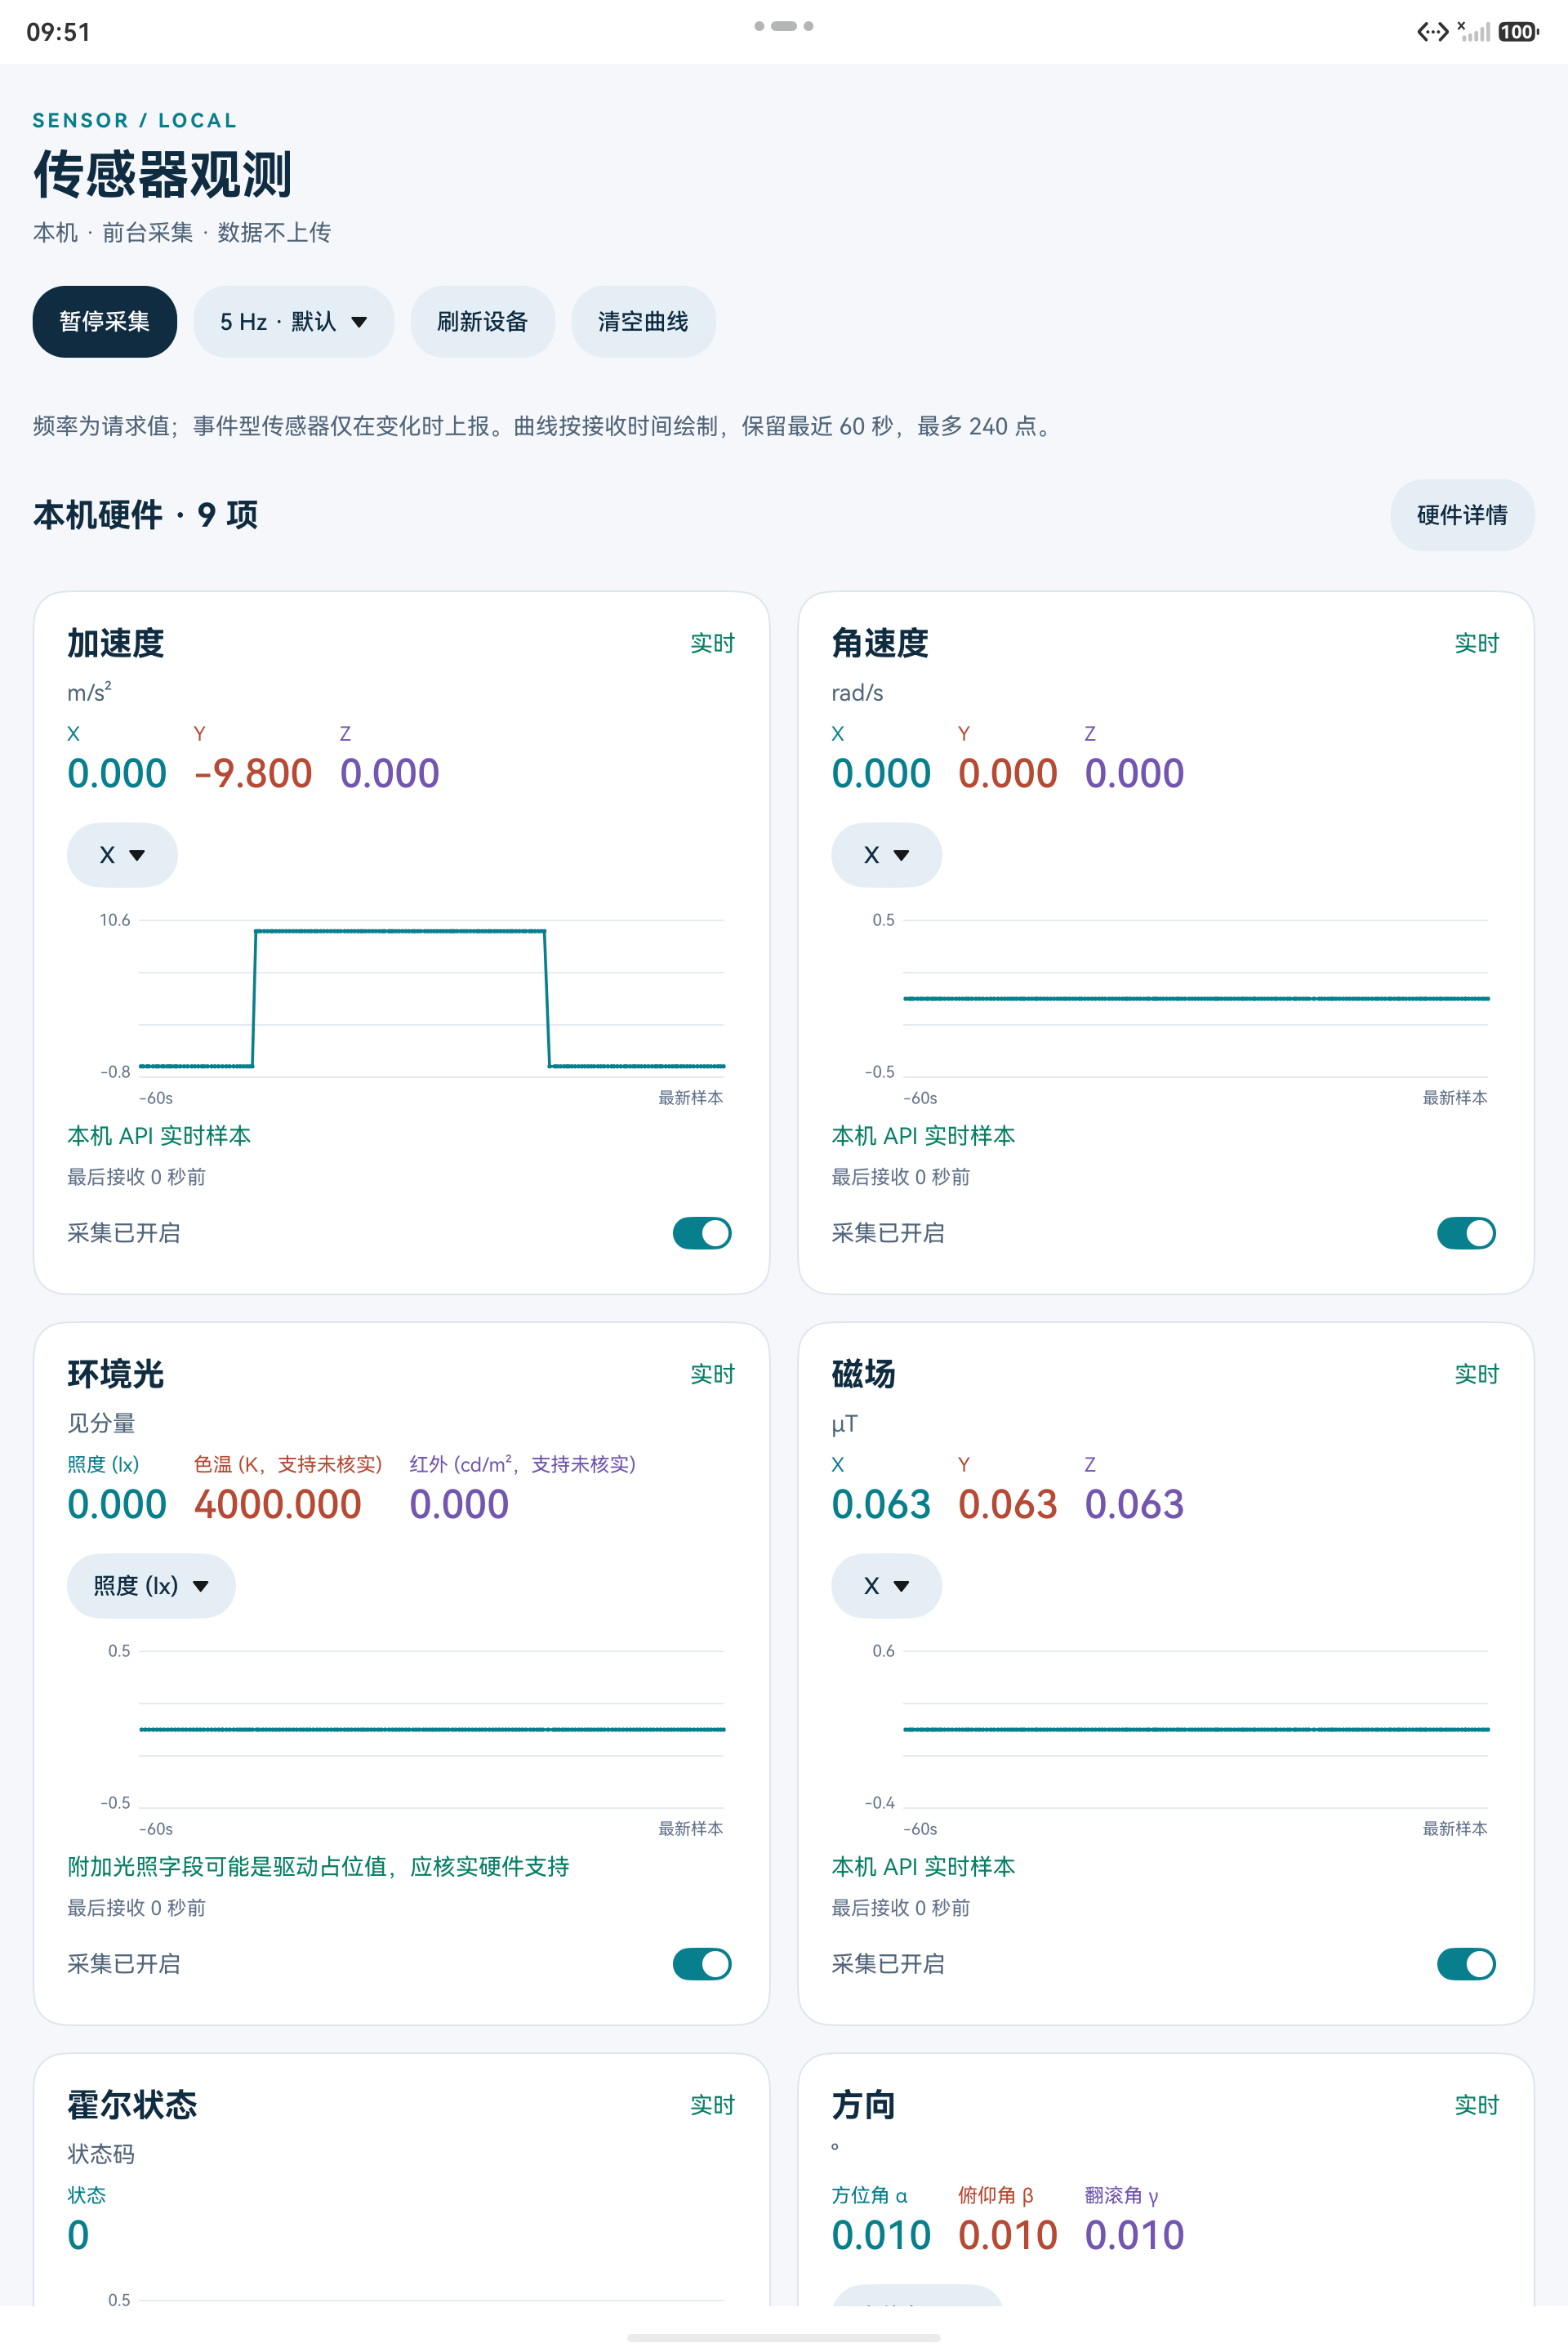 09:51
100
SENSOR / LOCAL
传感器观测
本机 · 前台采集 · 数据不上传
暂停采集
5 Hz · 默认
刷新设备
清空曲线
频率为请求值；事件型传感器仅在变化时上报。曲线按接收时间绘制，保留最近 60 秒，最多 240 点。
本机硬件 · 9 项
硬件详情
加速度
实时
m/s²
X Y Z
0.000 -9.800 0.000
X
10.6
-0.8
-60s
最新样本
本机 API 实时样本
最后接收 0 秒前
采集已开启
角速度
实时
rad/s
X Y Z
0.000 0.000 0.000
X
0.5
-0.5
-60s
最新样本
本机 API 实时样本
最后接收 0 秒前
采集已开启
环境光
实时
见分量
照度 (lx) 色温 (K，支持未核实) 红外 (cd/m²，支持未核实)
0.000 4000.000 0.000
照度 (lx)
0.5
-0.5
-60s
最新样本
附加光照字段可能是驱动占位值，应核实硬件支持
最后接收 0 秒前
采集已开启
磁场
实时
μT
X Y Z
0.063 0.063 0.063
X
0.6
-0.4
-60s
最新样本
本机 API 实时样本
最后接收 0 秒前
采集已开启
霍尔状态
实时
状态码
状态
0
0.5
方向
实时
°
方位角 α 俯仰角 β 翻滚角 γ
0.010 0.010 0.010